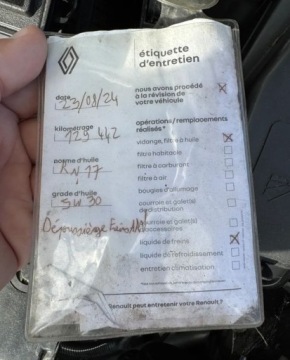 étiquette
d'entretien
date
23/08/24
nous avons procédé
à la révision de
votre véhicule
kilométrage
129 442
opérations/remplacements
réalisés*
vidange, filtre à huile
norme d'huile
RN 17
filtre habitacle
filtre à carburant
filtre à air
grade d'huile
5W30
bougies d'allumage
courroie et galet(s)
de distribution
courroie et galet(s)
d'accessoires
liquide de freins
liquide de refroidissement
entretien climatisation
Renault peut entretenir votre Renault ?